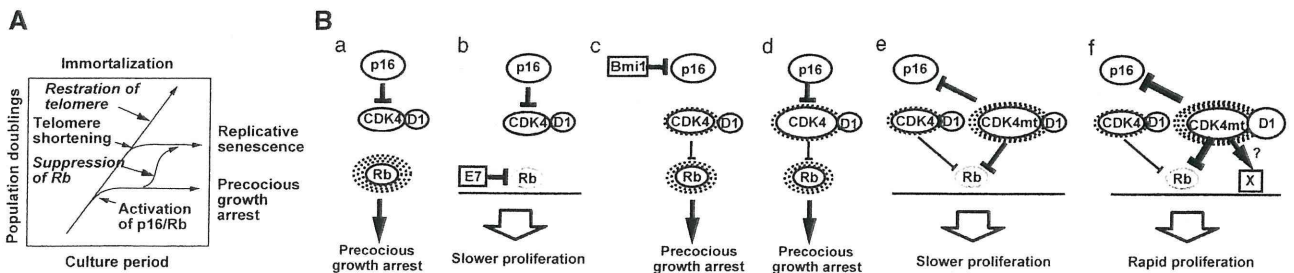 A
Immortalization
Population doublings
Restration of
telomere
Telomere
shortening
Suppression
of Rb
Activation
of p16/Rb
Culture period
Replicative
senescence
Precocious
growth arrest
B
a
p16
CDK4 D1
Rb
Precocious
growth arrest
b
p16
CDK4 D1
E7 Rb
Slower proliferation
c
Bmi1 p16
CDK4 D1
Rb
Precocious
growth arrest
d
p16
CDK4 D1
Rb
Precocious
growth arrest
e
p16
CDK4 D1 CDK4mt D1
Rb
Slower proliferation
f
p16
CDK4 D1 CDK4mt D1
?
Rb X
Rapid proliferation